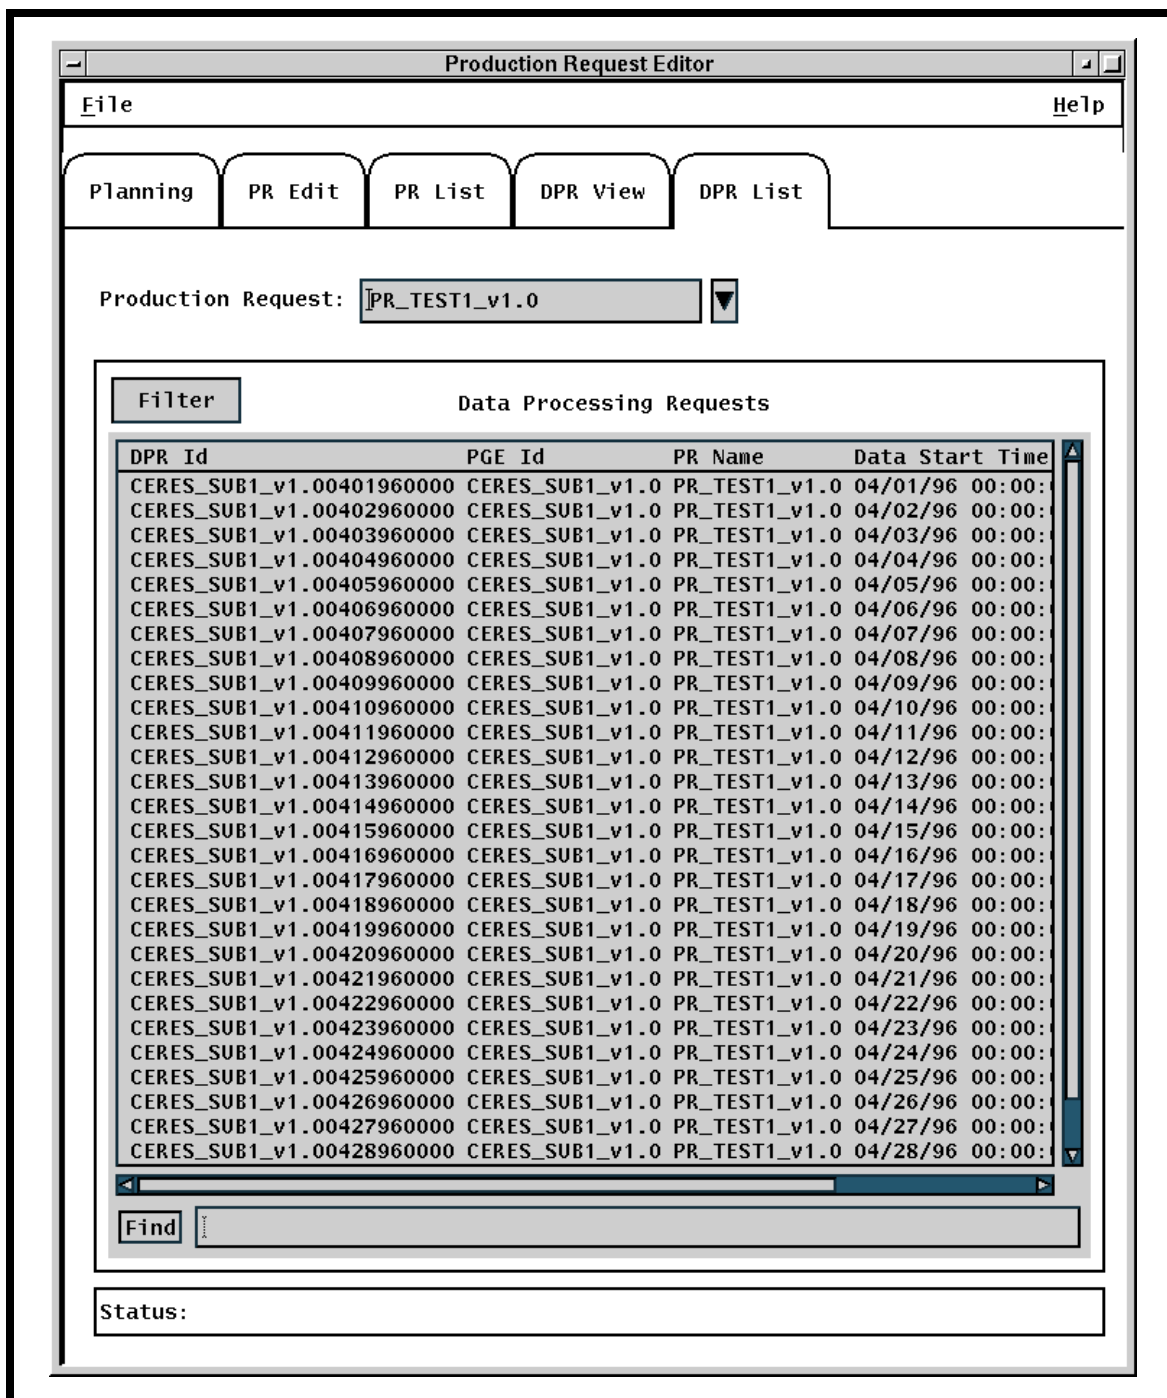 Production Request Editor
File Help
Planning PR Edit PR List DPR View DPR List
Production Request: PR_TEST1_v1.0
Filter Data Processing Requests
DPR Id PGE Id PR Name Data Start Time
CERES_SUB1_v1.00401960000 CERES_SUB1_v1.0 PR_TEST1_v1.0 04/01/96 00:00:
CERES_SUB1_v1.00402960000 CERES_SUB1_v1.0 PR_TEST1_v1.0 04/02/96 00:00:
CERES_SUB1_v1.00403960000 CERES_SUB1_v1.0 PR_TEST1_v1.0 04/03/96 00:00:
CERES_SUB1_v1.00404960000 CERES_SUB1_v1.0 PR_TEST1_v1.0 04/04/96 00:00:
CERES_SUB1_v1.00405960000 CERES_SUB1_v1.0 PR_TEST1_v1.0 04/05/96 00:00:
CERES_SUB1_v1.00406960000 CERES_SUB1_v1.0 PR_TEST1_v1.0 04/06/96 00:00:
CERES_SUB1_v1.00407960000 CERES_SUB1_v1.0 PR_TEST1_v1.0 04/07/96 00:00:
CERES_SUB1_v1.00408960000 CERES_SUB1_v1.0 PR_TEST1_v1.0 04/08/96 00:00:
CERES_SUB1_v1.00409960000 CERES_SUB1_v1.0 PR_TEST1_v1.0 04/09/96 00:00:
CERES_SUB1_v1.00410960000 CERES_SUB1_v1.0 PR_TEST1_v1.0 04/10/96 00:00:
CERES_SUB1_v1.00411960000 CERES_SUB1_v1.0 PR_TEST1_v1.0 04/11/96 00:00:
CERES_SUB1_v1.00412960000 CERES_SUB1_v1.0 PR_TEST1_v1.0 04/12/96 00:00:
CERES_SUB1_v1.00413960000 CERES_SUB1_v1.0 PR_TEST1_v1.0 04/13/96 00:00:
CERES_SUB1_v1.00414960000 CERES_SUB1_v1.0 PR_TEST1_v1.0 04/14/96 00:00:
CERES_SUB1_v1.00415960000 CERES_SUB1_v1.0 PR_TEST1_v1.0 04/15/96 00:00:
CERES_SUB1_v1.00416960000 CERES_SUB1_v1.0 PR_TEST1_v1.0 04/16/96 00:00:
CERES_SUB1_v1.00417960000 CERES_SUB1_v1.0 PR_TEST1_v1.0 04/17/96 00:00:
CERES_SUB1_v1.00418960000 CERES_SUB1_v1.0 PR_TEST1_v1.0 04/18/96 00:00:
CERES_SUB1_v1.00419960000 CERES_SUB1_v1.0 PR_TEST1_v1.0 04/19/96 00:00:
CERES_SUB1_v1.00420960000 CERES_SUB1_v1.0 PR_TEST1_v1.0 04/20/96 00:00:
CERES_SUB1_v1.00421960000 CERES_SUB1_v1.0 PR_TEST1_v1.0 04/21/96 00:00:
CERES_SUB1_v1.00422960000 CERES_SUB1_v1.0 PR_TEST1_v1.0 04/22/96 00:00:
CERES_SUB1_v1.00423960000 CERES_SUB1_v1.0 PR_TEST1_v1.0 04/23/96 00:00:
CERES_SUB1_v1.00424960000 CERES_SUB1_v1.0 PR_TEST1_v1.0 04/24/96 00:00:
CERES_SUB1_v1.00425960000 CERES_SUB1_v1.0 PR_TEST1_v1.0 04/25/96 00:00:
CERES_SUB1_v1.00426960000 CERES_SUB1_v1.0 PR_TEST1_v1.0 04/26/96 00:00:
CERES_SUB1_v1.00427960000 CERES_SUB1_v1.0 PR_TEST1_v1.0 04/27/96 00:00:
CERES_SUB1_v1.00428960000 CERES_SUB1_v1.0 PR_TEST1_v1.0 04/28/96 00:00:
Find
Status: